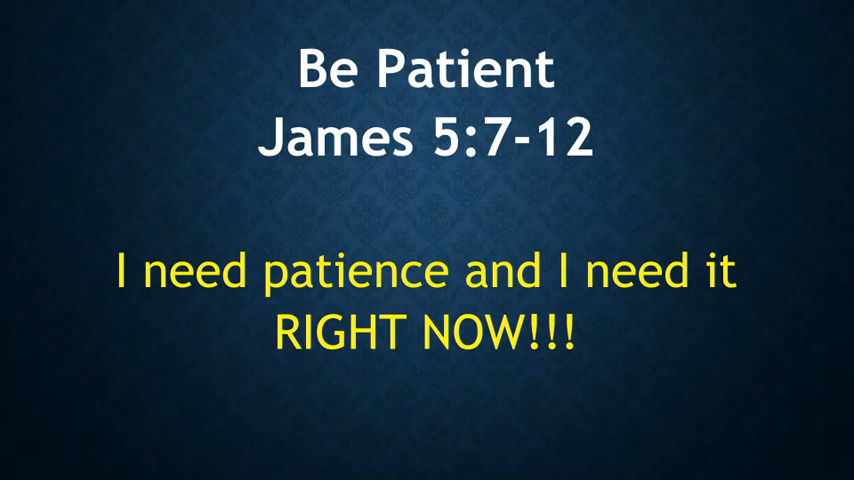 Be Patient
James 5:7-12
I need patience and I need it
RIGHT NOW!!!